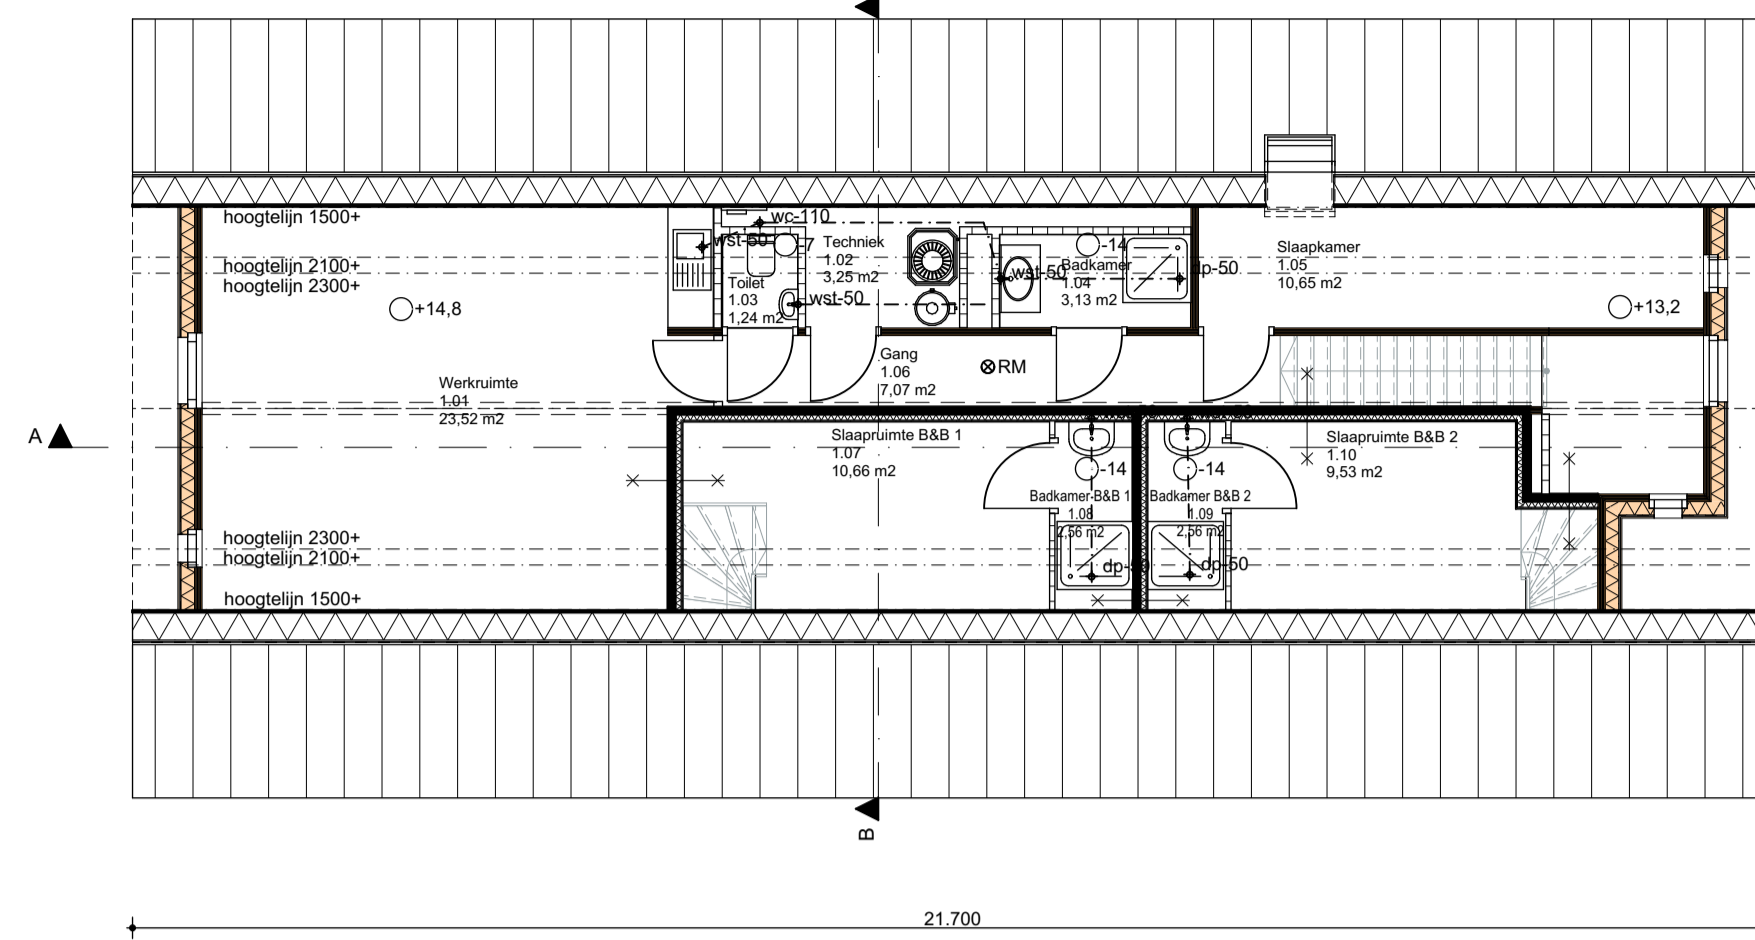 hoogtelijn 1500+
hoogtelijn 2100+
hoogtelijn 2300+
+14,8
wc-110
wst-50
-7
Techniek
1.02
3,25 m2
Toilet
1.03
1,24 m2
wst-50
wst-50
-14
Badkamer
1.04
3,13 m2
dp-50
Slaapkamer
1.05
10,65 m2
+13,2
Gang
1.06
7,07 m2
RM
Werkruimte
1.01
23,52 m2
A
Slaapruimte B&B 1
1.07
10,66 m2
-14
-14
Slaapruimte B&B 2
1.10
9,53 m2
Badkamer B&B 1
1.08
2,56 m2
Badkamer B&B 2
1.09
2,56 m2
dp-50
dp-50
hoogtelijn 2300+
hoogtelijn 2100+
hoogtelijn 1500+
B
21.700